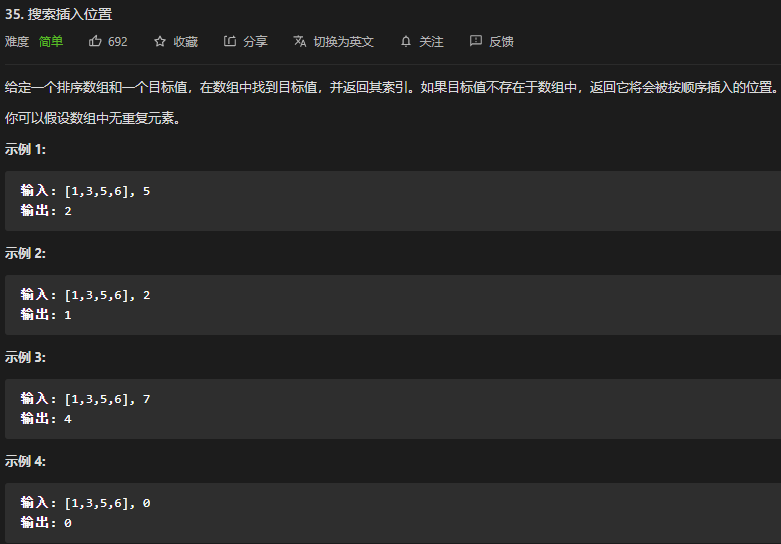 35. 搜索插入位置
难度 简单 692 收藏 分享 切换为英文 关注 反馈
给定一个排序数组和一个目标值，在数组中找到目标值，并返回其索引。如果目标值不存在于数组中，返回它将会被按顺序插入的位置。
你可以假设数组中无重复元素。
示例 1:
输入: [1,3,5,6], 5
输出: 2
示例 2:
输入: [1,3,5,6], 2
输出: 1
示例 3:
输入: [1,3,5,6], 7
输出: 4
示例 4:
输入: [1,3,5,6], 0
输出: 0